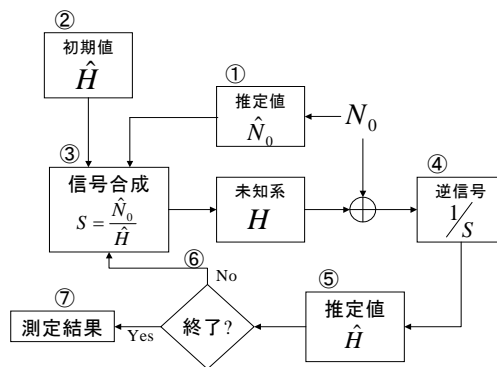 ②
初期値
Ĥ
①
推定値
N̂₀
N₀
③
信号合成
S = N̂₀/Ĥ
未知系
H
④
逆信号
1/S
⑥
No
⑤
推定値
Ĥ
⑦
測定結果
Yes
終了?